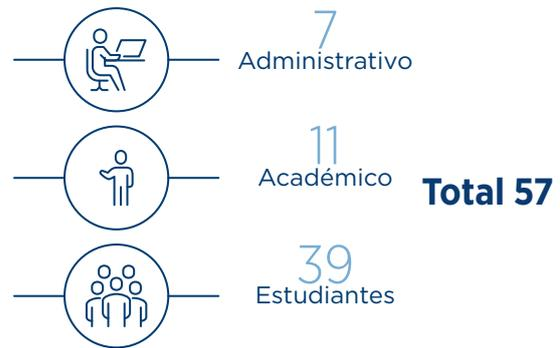 7
Administrativo
11
Académico
Total 57
39
Estudiantes